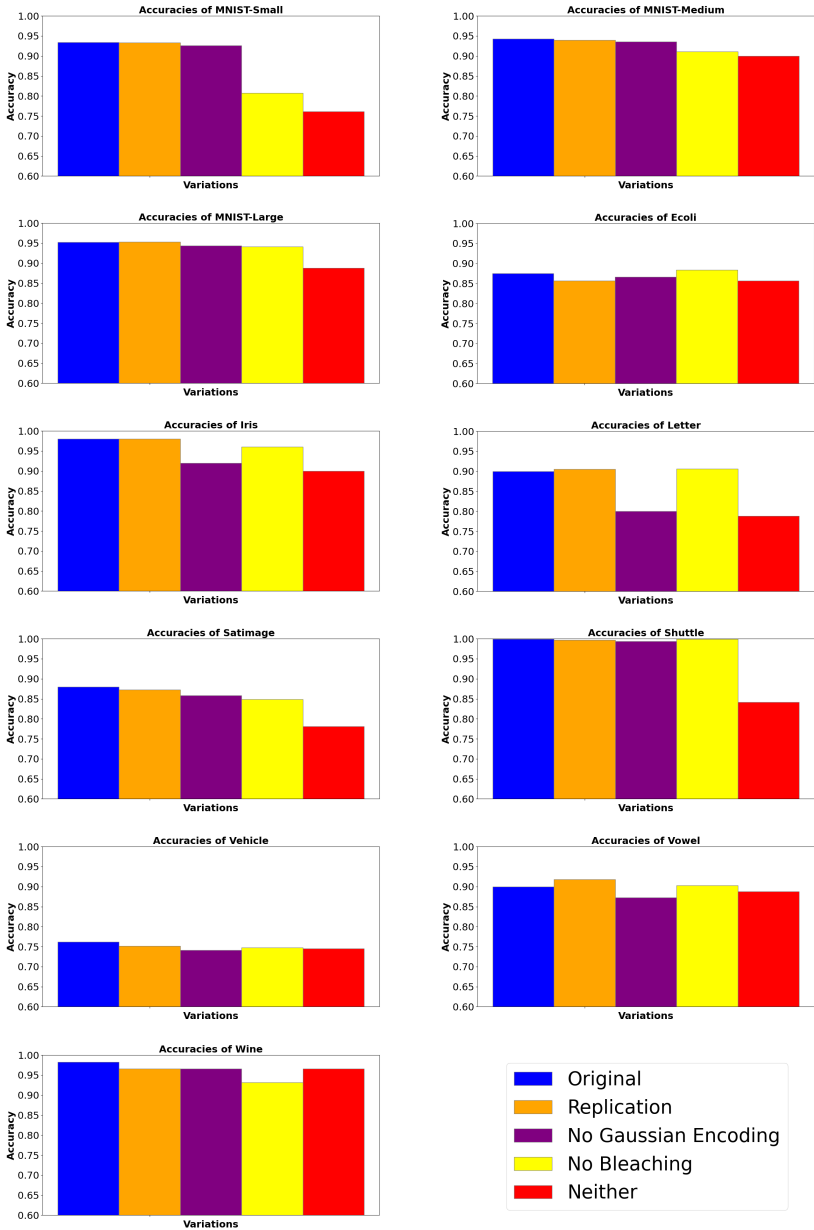 Accuracies of MNIST-Small
1.00
0.95
0.90
0.85
0.80
0.75
0.70
0.65
0.60
Accuracy
Variations
Accuracies of MNIST-Medium
1.00
0.95
0.90
0.85
0.80
0.75
0.70
0.65
0.60
Accuracy
Variations
Accuracies of MNIST-Large
1.00
0.95
0.90
0.85
0.80
0.75
0.70
0.65
0.60
Accuracy
Variations
Accuracies of Ecoli
1.00
0.95
0.90
0.85
0.80
0.75
0.70
0.65
0.60
Accuracy
Variations
Accuracies of Iris
1.00
0.95
0.90
0.85
0.80
0.75
0.70
0.65
0.60
Accuracy
Variations
Accuracies of Letter
1.00
0.95
0.90
0.85
0.80
0.75
0.70
0.65
0.60
Accuracy
Variations
Accuracies of Satimage
1.00
0.95
0.90
0.85
0.80
0.75
0.70
0.65
0.60
Accuracy
Variations
Accuracies of Shuttle
1.00
0.95
0.90
0.85
0.80
0.75
0.70
0.65
0.60
Accuracy
Variations
Accuracies of Vehicle
1.00
0.95
0.90
0.85
0.80
0.75
0.70
0.65
0.60
Accuracy
Variations
Accuracies of Vowel
1.00
0.95
0.90
0.85
0.80
0.75
0.70
0.65
0.60
Accuracy
Variations
Accuracies of Wine
1.00
0.95
0.90
0.85
0.80
0.75
0.70
0.65
0.60
Accuracy
Variations
Original
Replication
No Gaussian Encoding
No Bleaching
Neither